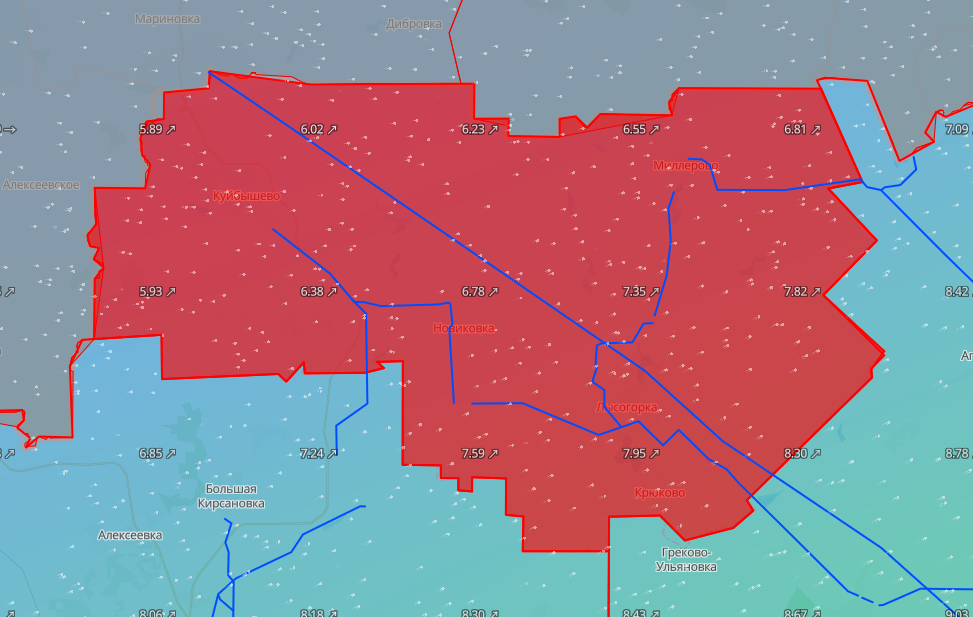 Мариновка
Дибровка
5.89 ↗
6.02 ↗
6.23 ↗
6.55 ↗
6.81 ↗
7.09 ↗
Миллерово
Алексеевское
Куйбышево
5.93 ↗
6.38 ↗
6.78 ↗
7.35 ↗
7.82 ↗
8.42 ↗
Новиковка
Лысогорка
6.85 ↗
7.24 ↗
7.59 ↗
7.95 ↗
8.30 ↗
8.78 ↗
Большая
Кирсановка
Крюково
Алексеевка
Греково-
Ульяновка
8.06 ↗
8.18 ↗
8.30 ↗
8.43 ↗
8.67 ↗
9.03 ↗